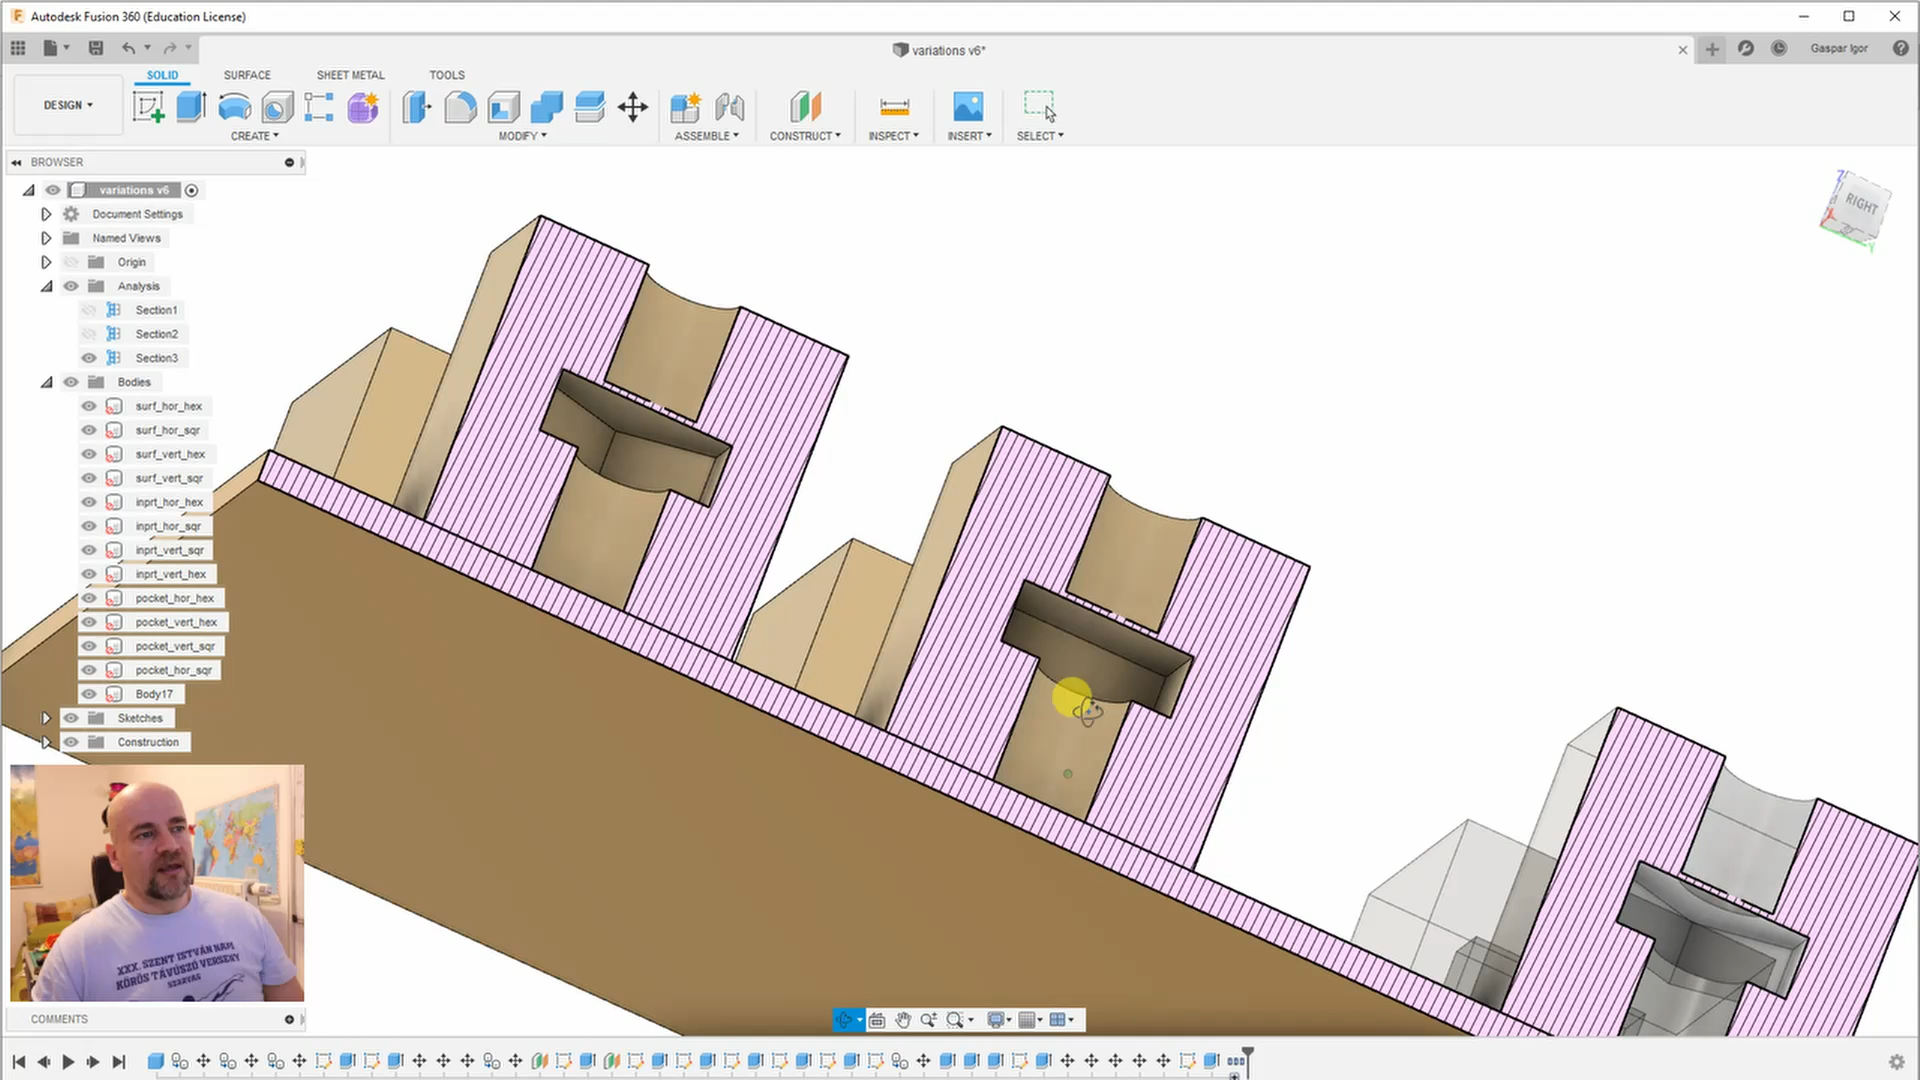 Autodesk Fusion 360 (Education License)
variations v6*
Gaspar Igor
SOLID
SURFACE
SHEET METAL
TOOLS
DESIGN
CREATE
MODIFY
ASSEMBLE
CONSTRUCT
INSPECT
INSERT
SELECT
BROWSER
variations v6
Document Settings
Named Views
Origin
Analysis
Section1
Section2
Section3
Bodies
surf_hor_hex
surf_hor_sqr
surf_vert_hex
surf_vert_sqr
inprt_hor_hex
inprt_hor_sqr
inprt_vert_sqr
inprt_vert_hex
pocket_hor_hex
pocket_vert_hex
pocket_vert_sqr
pocket_hor_sqr
Body17
Sketches
Construction
Z
RIGHT
Y
XXX. SZENT ISTVÁN NAPI
KÖRÖS TÁVÚSZÓ VERSENY
SZARVAS
COMMENTS